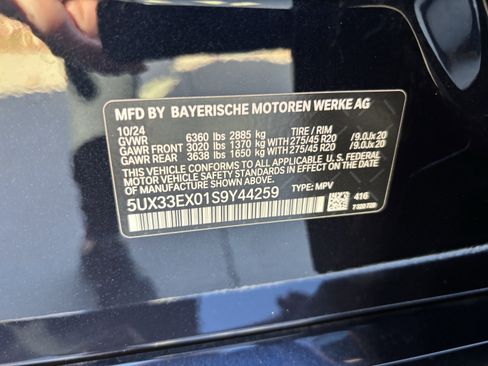 MFD BY BAYERISCHE MOTOREN WERKE AG
10/24
GVWR 6360 lbs 2885 kg TIRE / RIM
GAWR FRONT 3020 lbs 1370 kg WITH 275/45 R20 /9.0Jx20
GAWR REAR 3638 lbs 1650 kg WITH 275/45 R20 /9.0Jx20
THIS VEHICLE CONFORMS TO ALL APPLICABLE U. S. FEDERAL
MOTOR VEHICLE SAFETY STANDARDS IN EFFECT ON THE DATE
OF MANUFACTURE SHOWN ABOVE.
5UX33EX01S9Y44259 TYPE: MPV
416